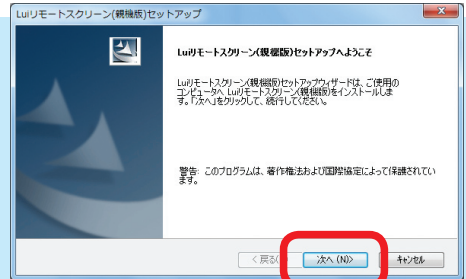 Luiリモートスクリーン(親機版)セットアップ
Luiリモートスクリーン(親機版)セットアップへようこそ
Luiリモートスクリーン(親機版)セットアップウィザードは、ご使用の
コンピュータへ Luiリモートスクリーン(親機版)をインストールしま
す。「次へ」をクリックして、続行してください。
警告: このプログラムは、著作権法および国際協定によって保護されてい
ます。
< 戻る(
次へ (N)>
キャンセル